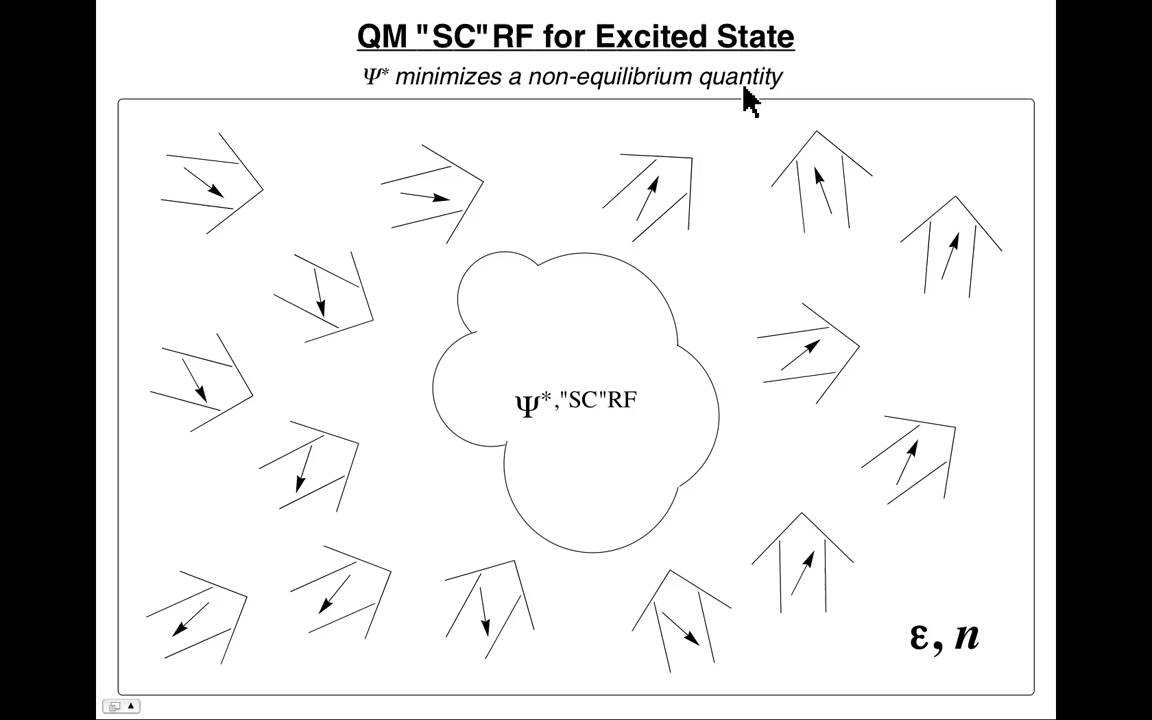 QM "SC"RF for Excited State
Ψ* minimizes a non-equilibrium quantity
Ψ*,"SC"RF
ε, n